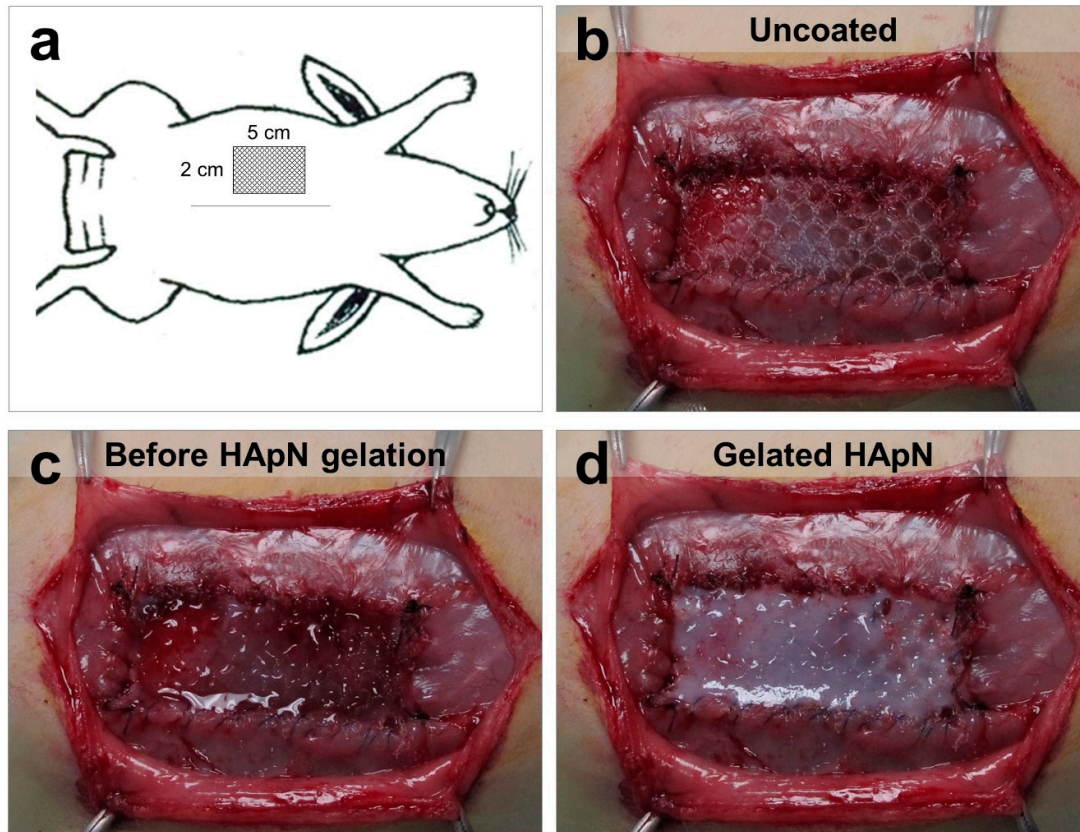 a
5 cm
2 cm
b
Uncoated
c
Before HApN gelation
d
Gelated HApN